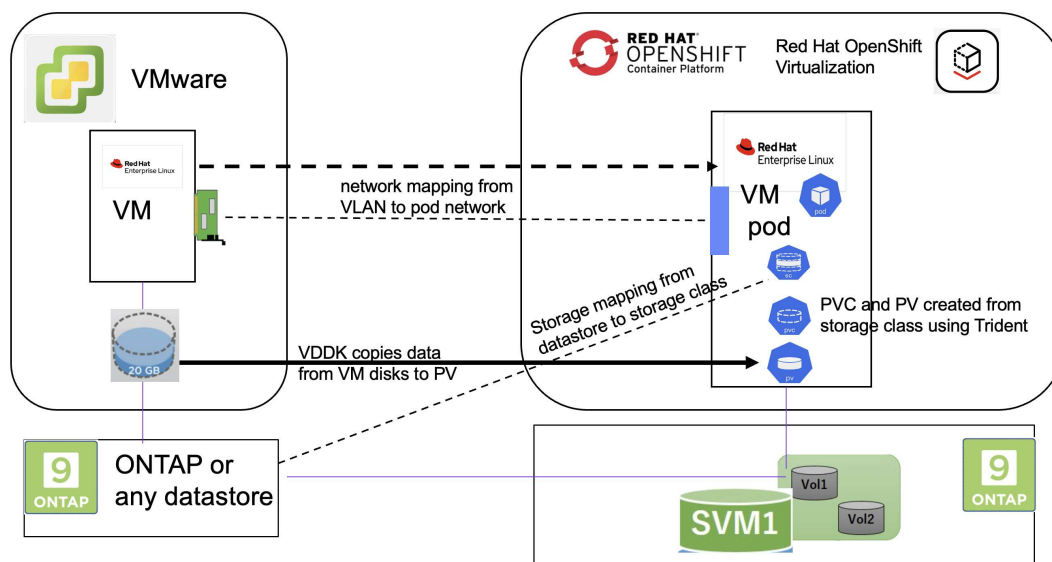 VMware
Red Hat
Enterprise Linux
VM
20 GB
9
ONTAP
ONTAP or
any datastore
network mapping from
VLAN to pod network
Storage mapping from
datastore to storage class
VDDK copies data
from VM disks to PV
RED HAT®
OPENSHIFT
Container Platform
Red Hat OpenShift
Virtualization
Red Hat
Enterprise Linux
VM
pod
pod
sc
pvc
pv
PVC and PV created from
storage class using Trident
SVM1
Vol1
Vol2
9
ONTAP